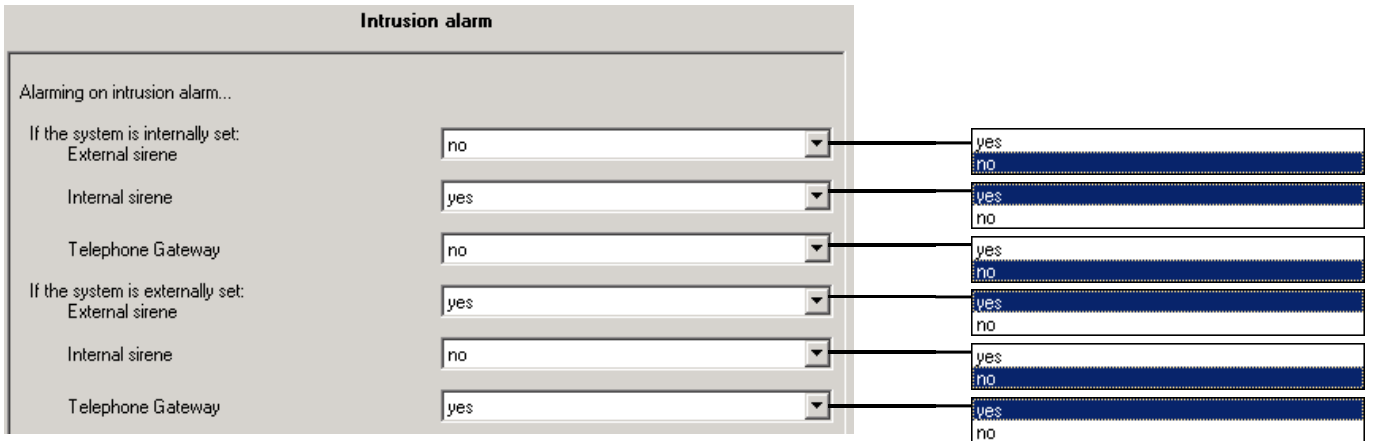 Intrusion alarm
Alarming on intrusion alarm...
If the system is internally set:
External sirene
no
yes
no
Internal sirene
yes
yes
no
Telephone Gateway
no
yes
no
If the system is externally set:
External sirene
yes
yes
no
Internal sirene
no
yes
no
Telephone Gateway
yes
yes
no